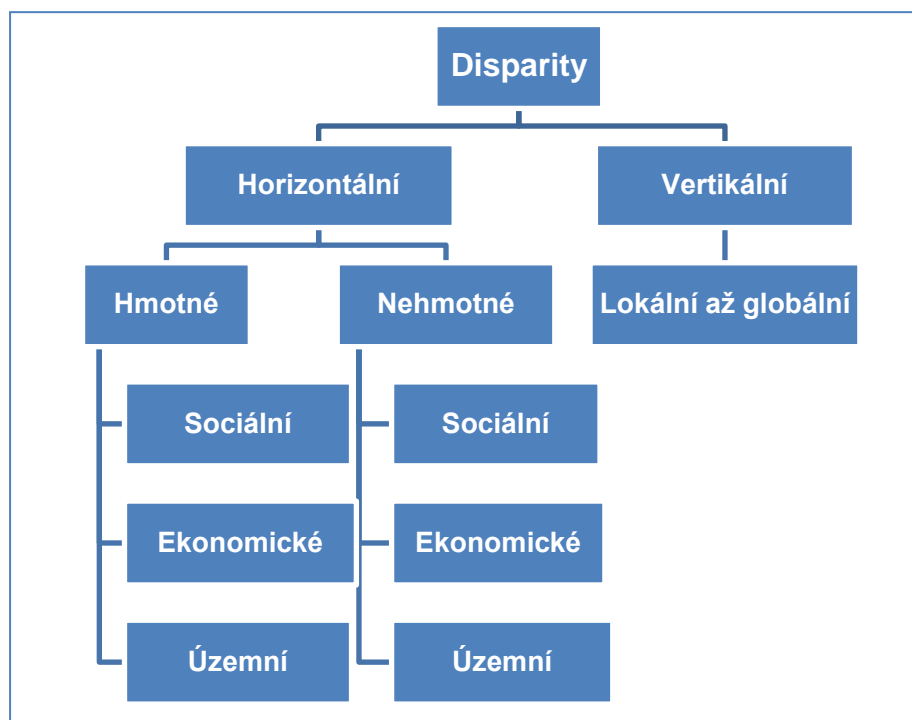 Disparity
Horizontální
Vertikální
Hmotné
Nehmotné
Lokální až globální
Sociální
Sociální
Ekonomické
Ekonomické
Územní
Územní